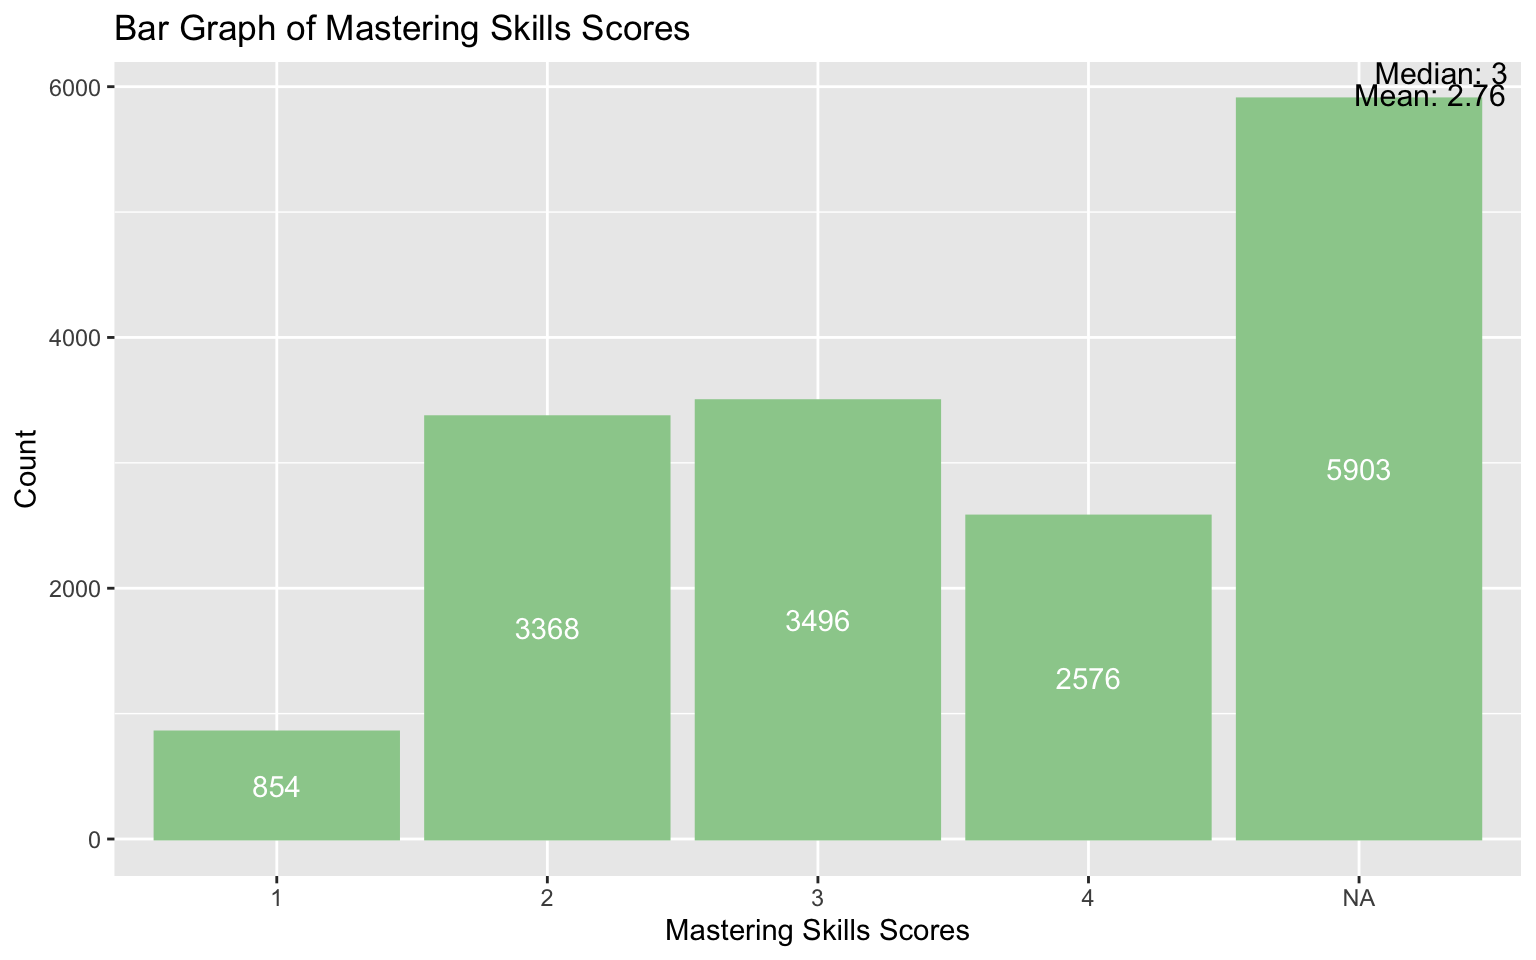 Bar Graph of Mastering Skills Scores
Median: 3
Mean: 2.76
6000
4000
2000
0
Count
854
3368
3496
2576
5903
1
2
3
4
NA
Mastering Skills Scores